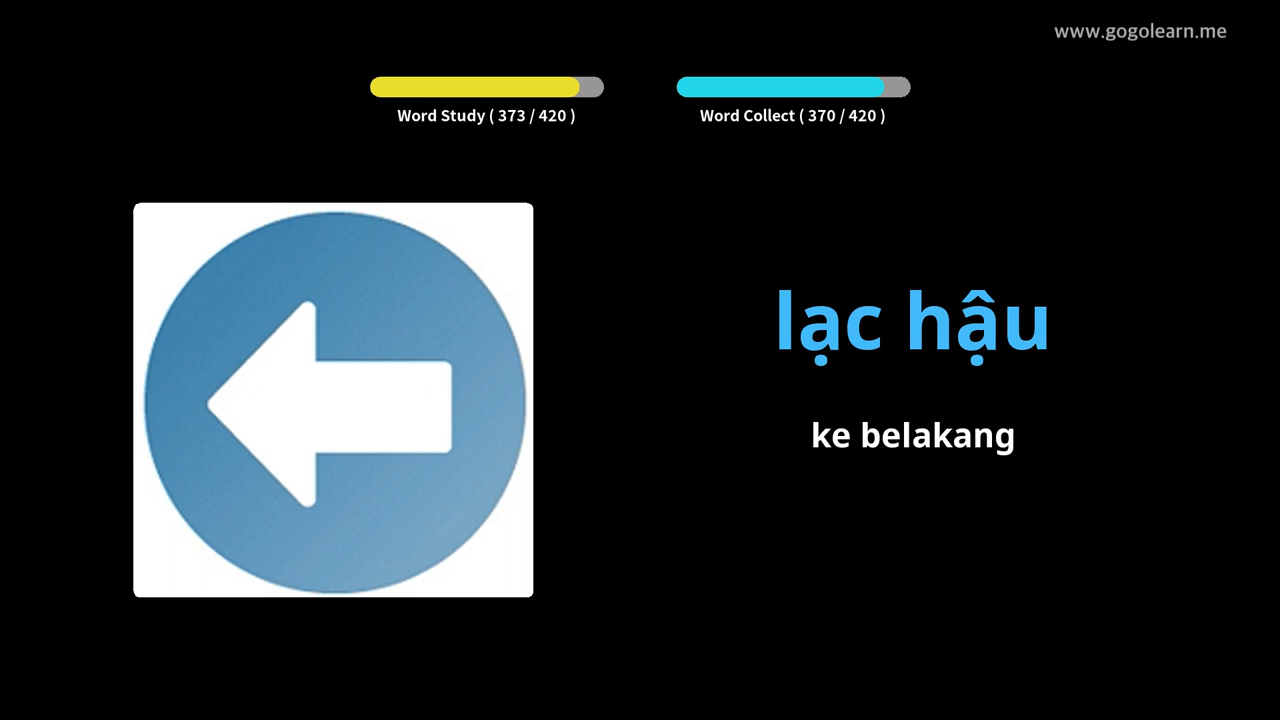 www.gogolearn.me
Word Study ( 373 / 420 )
Word Collect ( 370 / 420 )
lạc hậu
ke belakang